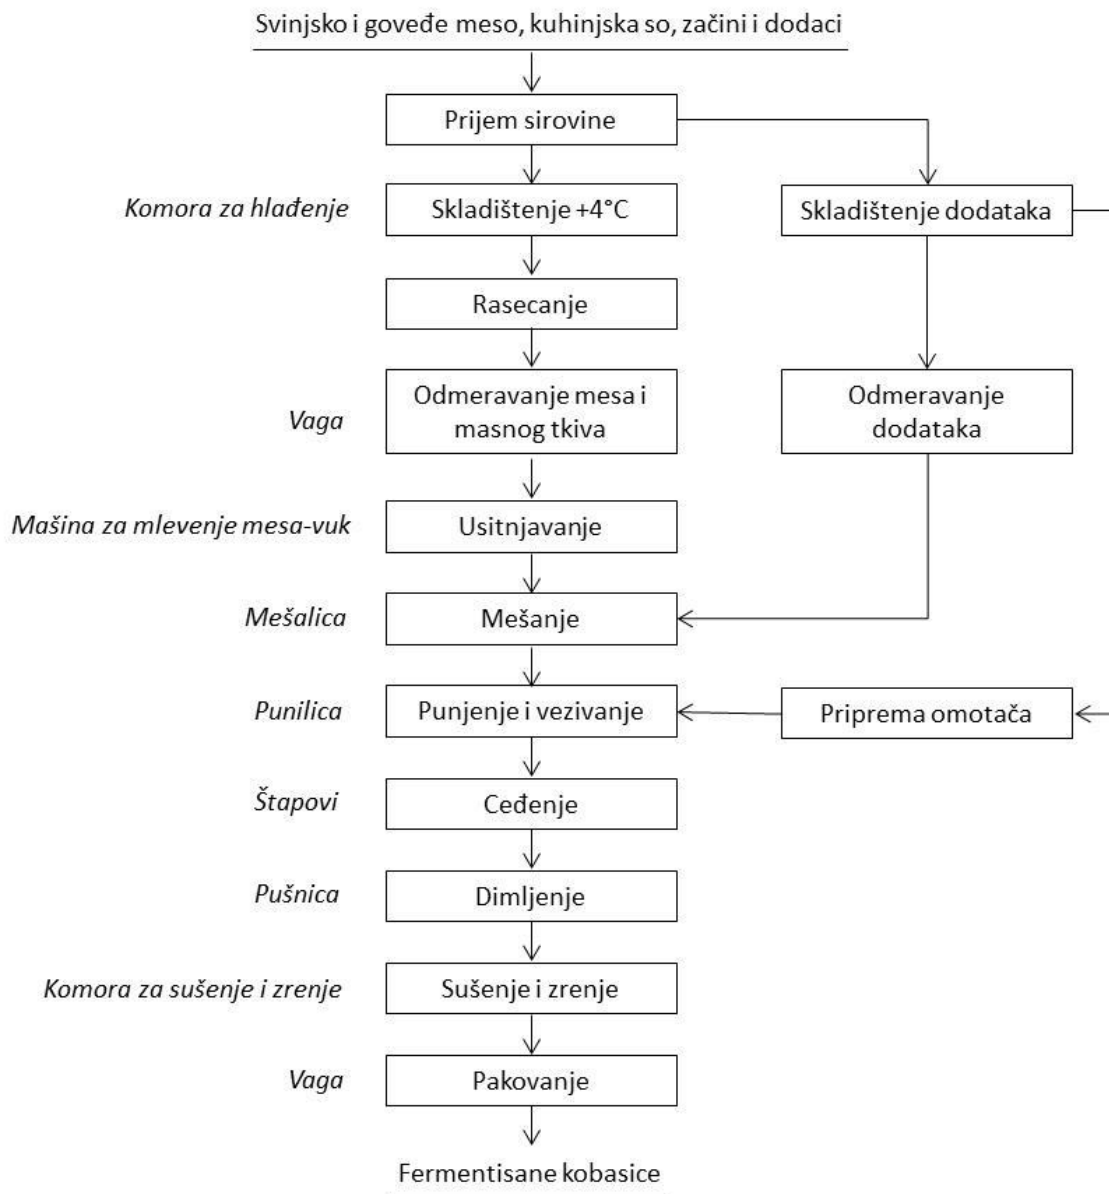 Svinjsko i goveđe meso, kuhinjska so, začini i dodaci
Prijem sirovine
Komora za hlađenje
Skladištenje +4°C
Skladištenje dodataka
Rasecanje
Vaga
Odmeravanje mesa i
masnog tkiva
Odmeravanje
dodataka
Mašina za mlevenje mesa-vuk
Usitnjavanje
Mešalica
Mešanje
Punilica
Punjenje i vezivanje
Priprema omotača
Štapovi
Ceđenje
Pušnica
Dimljenje
Komora za sušenje i zrenje
Sušenje i zrenje
Vaga
Pakovanje
Fermentisane kobasice